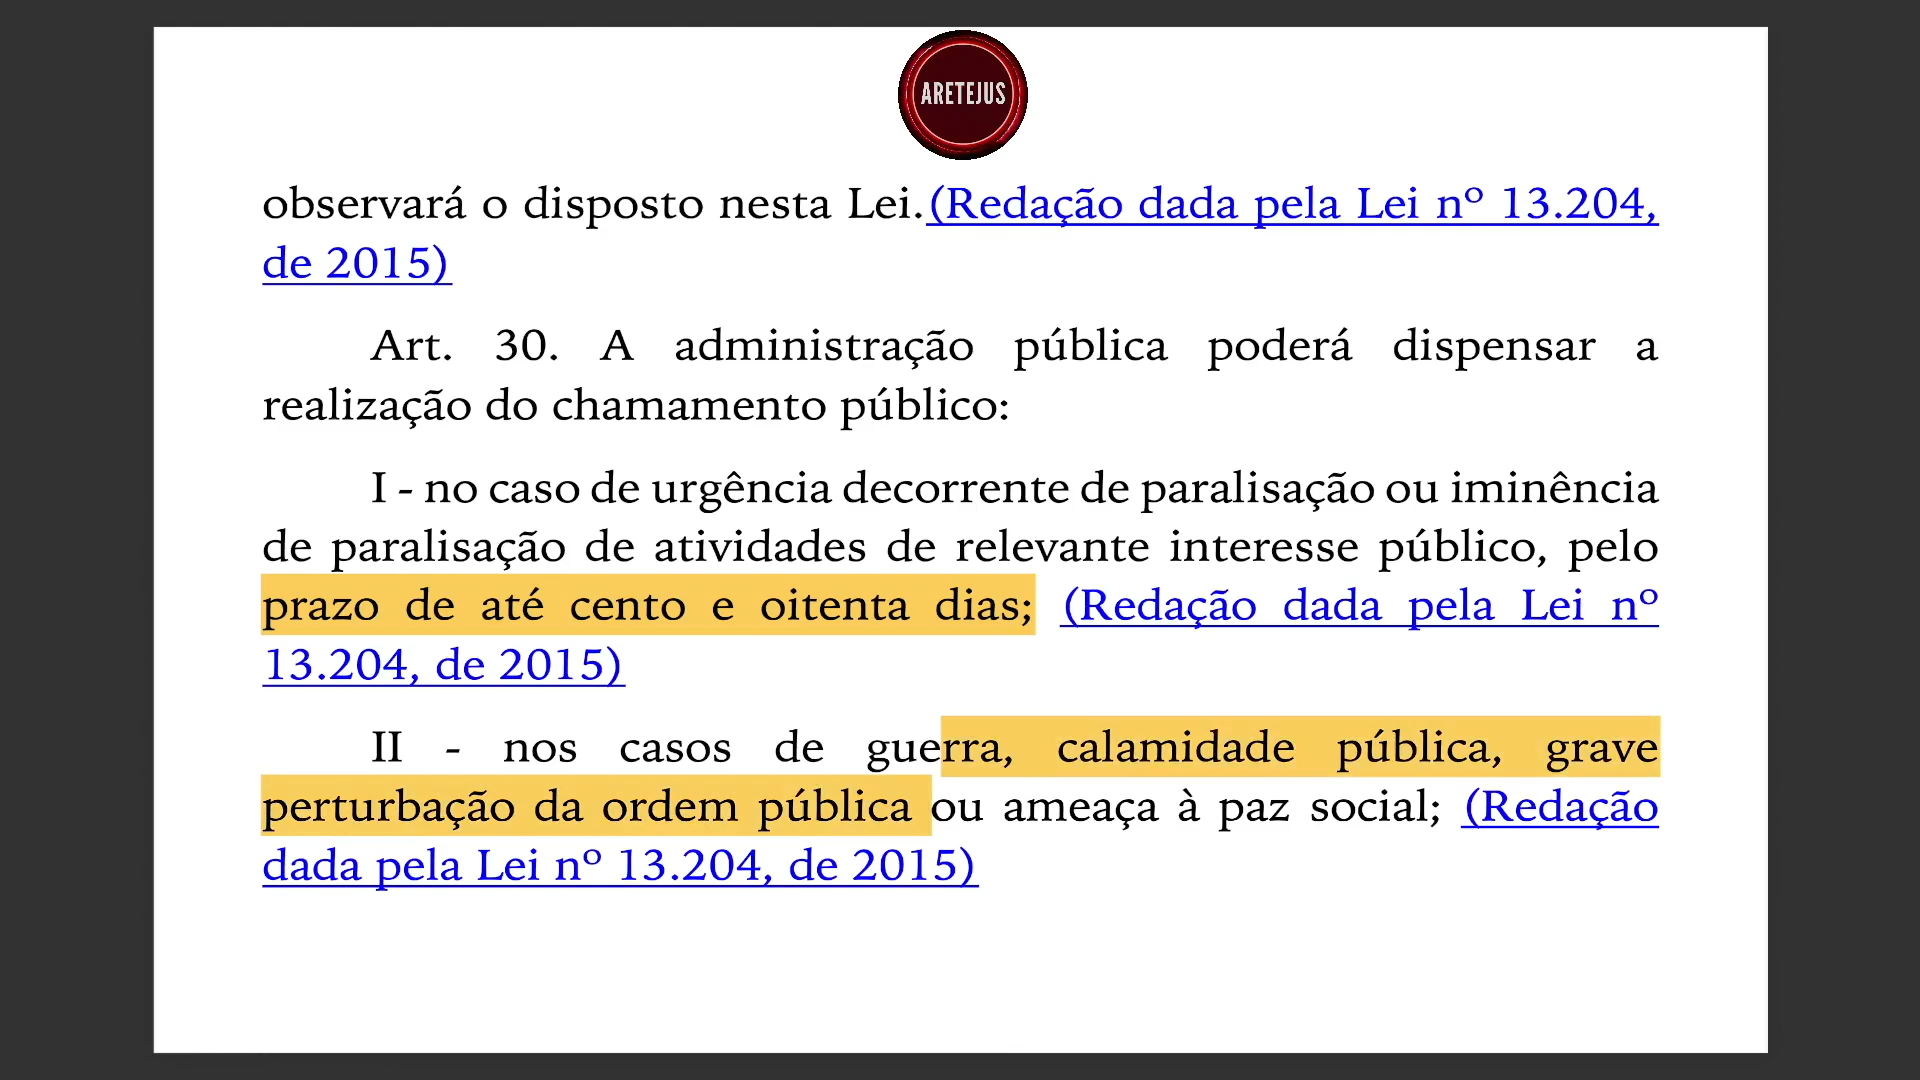 ARETEJUS
observará o disposto nesta Lei.(Redação dada pela Lei nº 13.204,
de 2015)
Art. 30. A administração pública poderá dispensar a
realização do chamamento público:
I - no caso de urgência decorrente de paralisação ou iminência
de paralisação de atividades de relevante interesse público, pelo
prazo de até cento e oitenta dias; (Redação dada pela Lei nº
13.204, de 2015)
II - nos casos de guerra, calamidade pública, grave
perturbação da ordem pública ou ameaça à paz social; (Redação
dada pela Lei nº 13.204, de 2015)